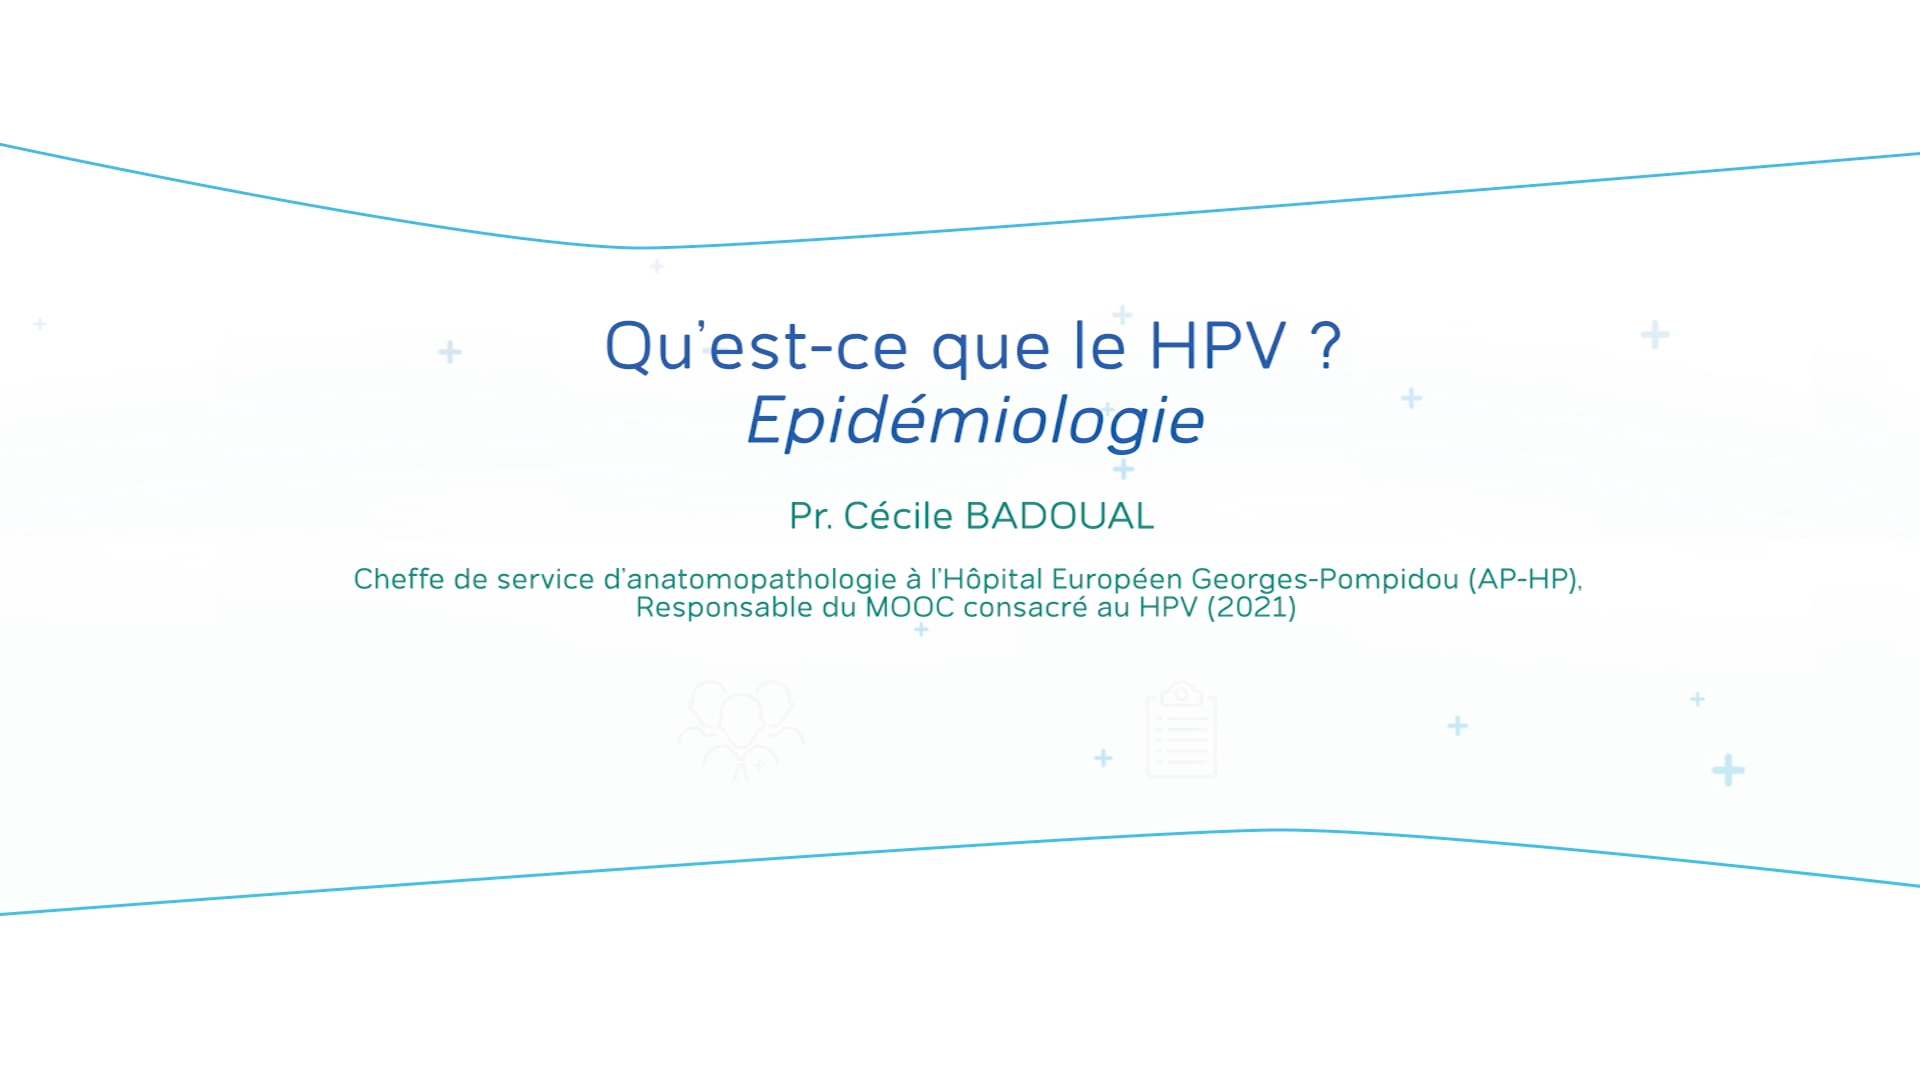 Qu'est-ce que le HPV ?
Epidémiologie
Pr. Cécile BADOUAL
Cheffe de service d'anatomopathologie à l'Hôpital Européen Georges-Pompidou (AP-HP),
Responsable du MOOC consacré au HPV (2021)